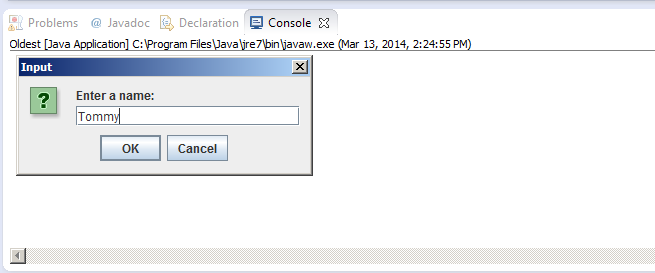 Problems @ Javadoc Declaration Console
Oldest [Java Application] C:\Program Files\Java\jre7\bin\javaw.exe (Mar 13, 2014, 2:24:55 PM)
Input
?
Enter a name:
Tommy
OK Cancel